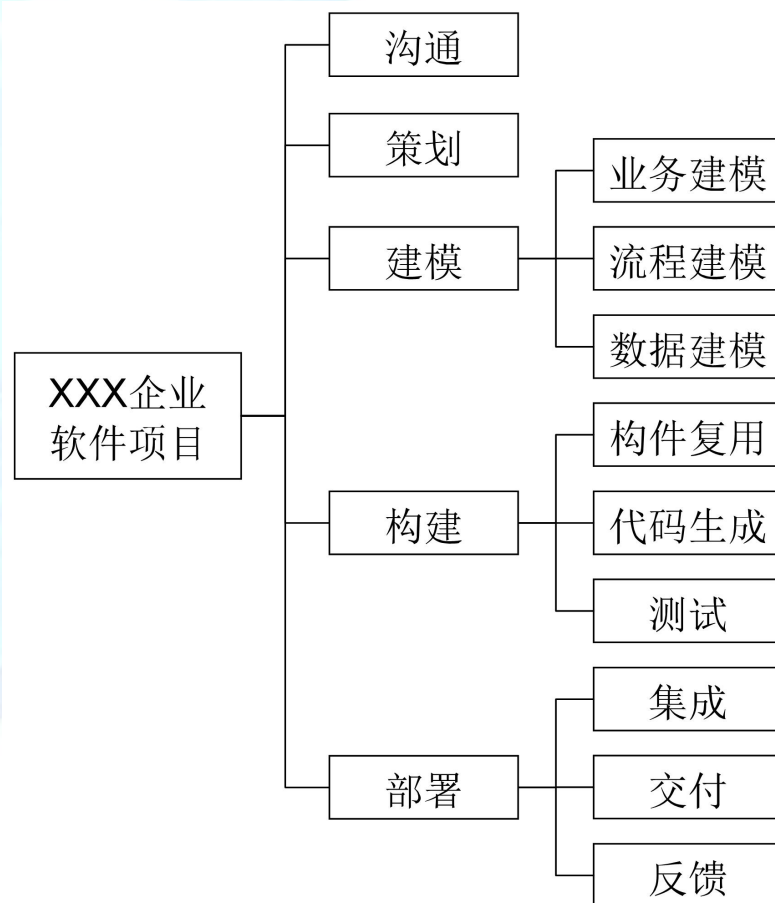 沟通
策划
建模
业务建模
流程建模
数据建模
XXX企业
软件项目
构建
构件复用
代码生成
测试
部署
集成
交付
反馈